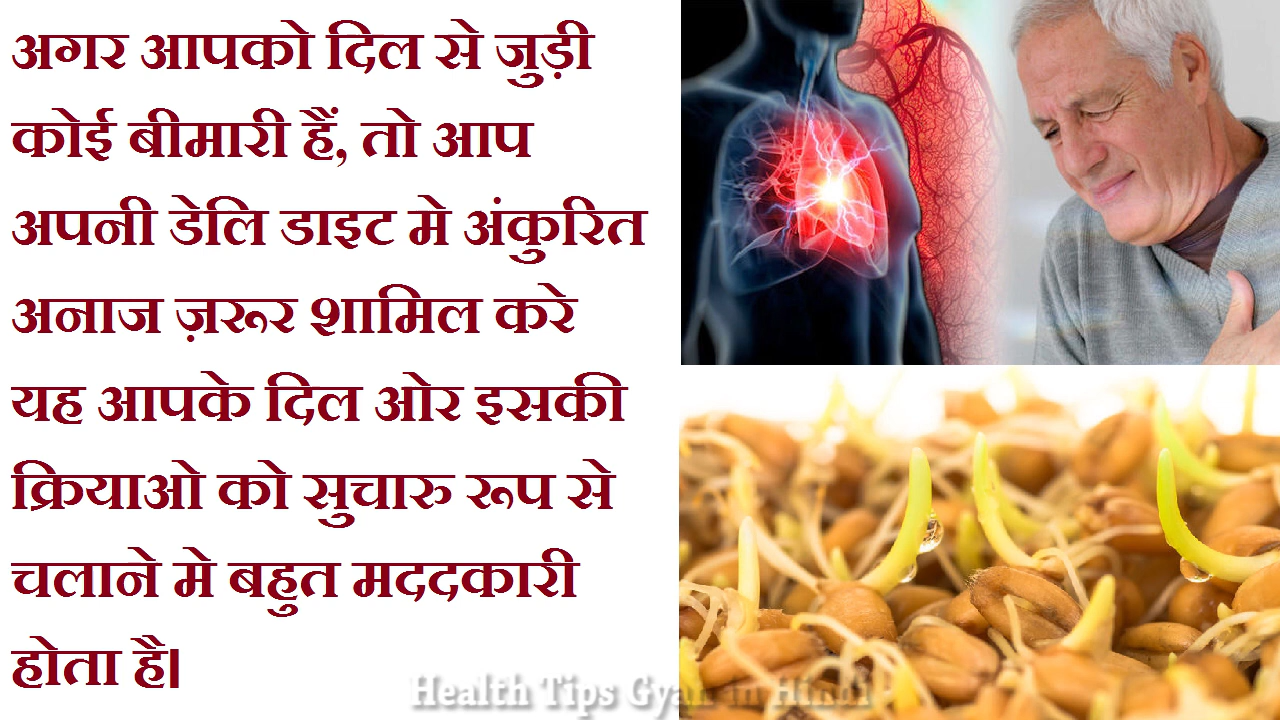 अगर आपको दिल से जुड़ी
कोई बीमारी हैं, तो आप
अपनी डेलि डाइट मे अंकुरित
अनाज ज़रूर शामिल करे
यह आपके दिल ओर इसकी
क्रियाओ को सुचारु रूप से
चलाने मे बहुत मददकारी
होता है।
Health Tips Gyan in Hindi